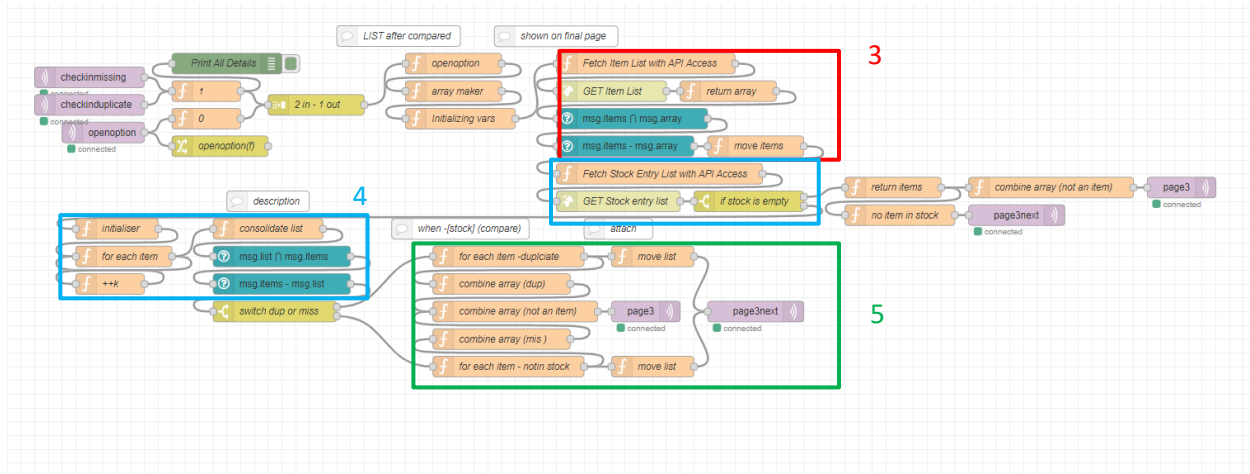 LIST after compared
shown on final page
3
Print All Details
openoption
Fetch Item List with API Access
checkinmissing
connected
1
array maker
GET Item List
return array
checkinduplicate
connected
2 in - 1 out
0
Initializing vars
msg.items ∩ msg.array
openoption
connected
openoption(f)
msg.items - msg.array
move items
Fetch Stock Entry List with API Access
4
description
GET Stock entry list
if stock is empty
return items
combine array (not an item)
page3
connected
no item in stock
page3next
connected
initialiser
consolidate list
when -[stock] (compare)
attach
for each item
msg.list ∩ msg.items
for each item -dupiciate
move list
++k
msg.items - msg.list
combine array (dup)
switch dup or miss
combine array (not an item)
page3
connected
page3next
connected
5
combine array (mis )
for each item - notin stock
move list